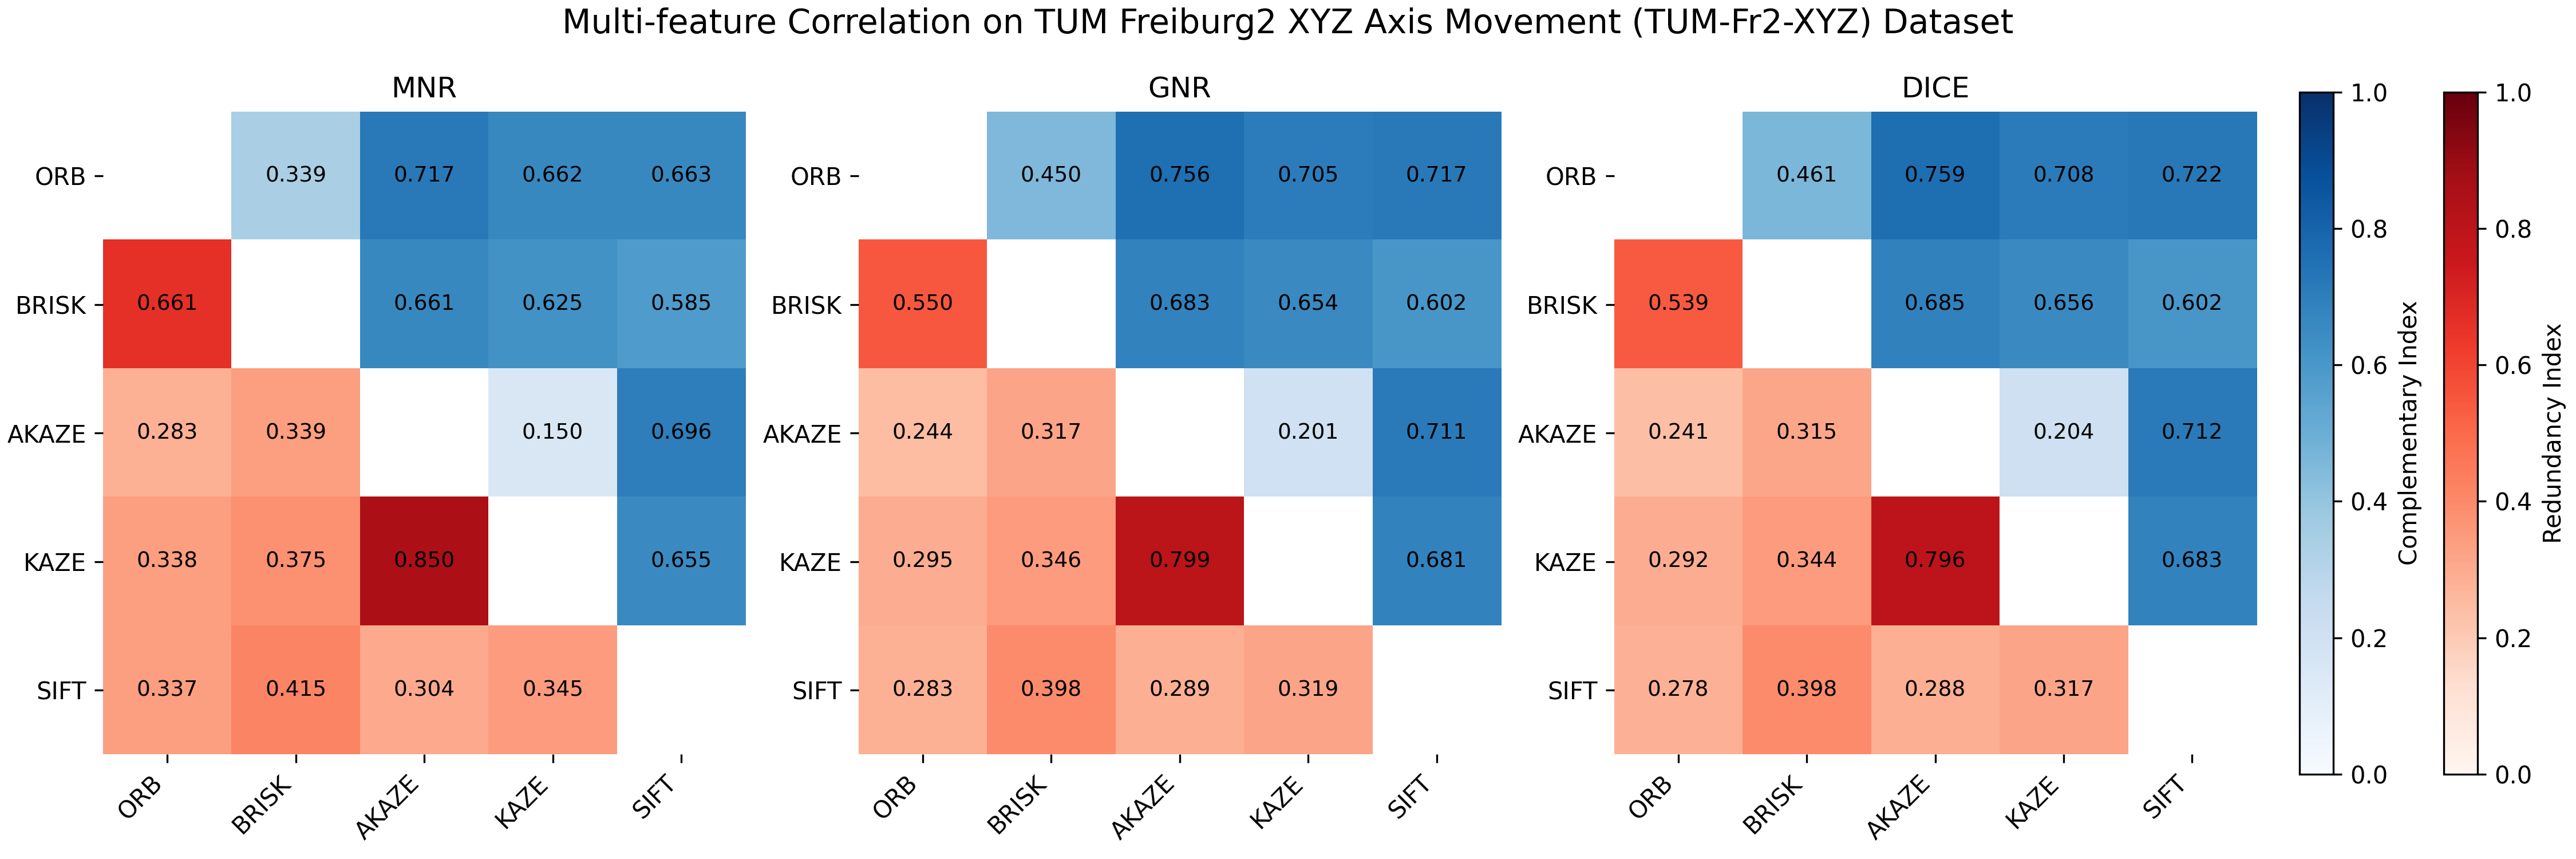 Multi-feature Correlation on TUM Freiburg2 XYZ Axis Movement (TUM-Fr2-XYZ) Dataset
MNR
ORB
0.339 0.717 0.662 0.663
BRISK
0.661 0.661 0.625 0.585
AKAZE
0.283 0.339 0.150 0.696
KAZE
0.338 0.375 0.850 0.655
SIFT
0.337 0.415 0.304 0.345
ORB BRISK AKAZE KAZE SIFT
GNR
ORB
0.450 0.756 0.705 0.717
BRISK
0.550 0.683 0.654 0.602
AKAZE
0.244 0.317 0.201 0.711
KAZE
0.295 0.346 0.799 0.681
SIFT
0.283 0.398 0.289 0.319
ORB BRISK AKAZE KAZE SIFT
DICE
ORB
0.461 0.759 0.708 0.722
BRISK
0.539 0.685 0.656 0.602
AKAZE
0.241 0.315 0.204 0.712
KAZE
0.292 0.344 0.796 0.683
SIFT
0.278 0.398 0.288 0.317
ORB BRISK AKAZE KAZE SIFT
1.0
0.8
0.6
0.4
0.2
0.0
Complementary Index
1.0
0.8
0.6
0.4
0.2
0.0
Redundancy Index